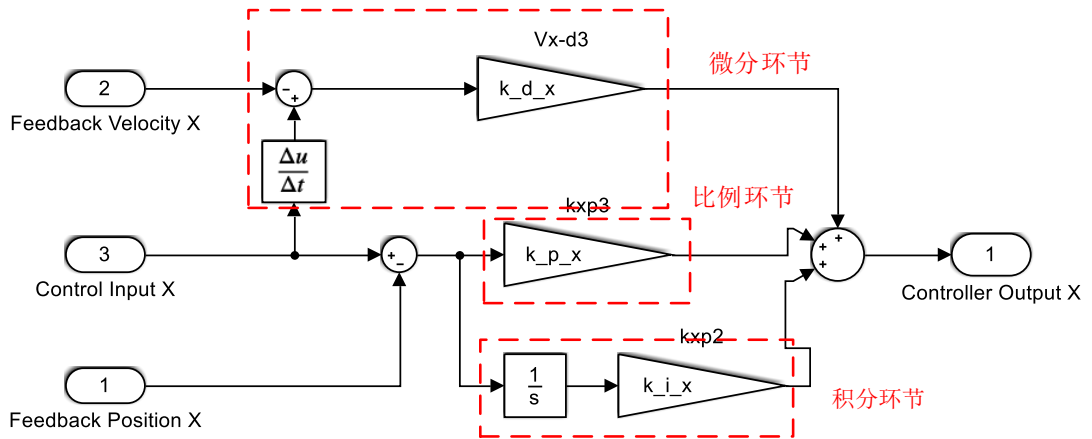 Vx-d3
2
k_d_x
微分环节
Feedback Velocity X
−
+
Δu
Δt
kxp3
比例环节
3
+
−
k_p_x
+
+
+
1
Control Input X
Controller Output X
kxp2
1
1
s
k_i_x
积分环节
Feedback Position X